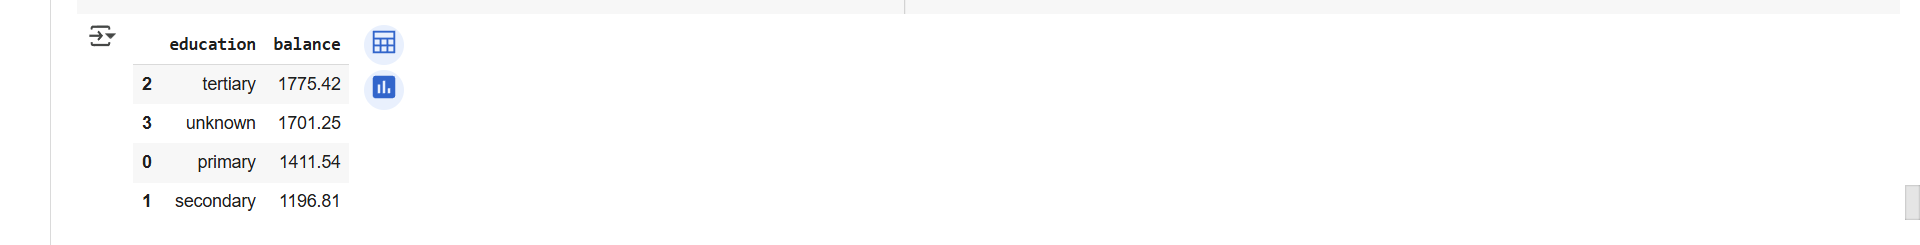 education balance
2 tertiary 1775.42
3 unknown 1701.25
0 primary 1411.54
1 secondary 1196.81